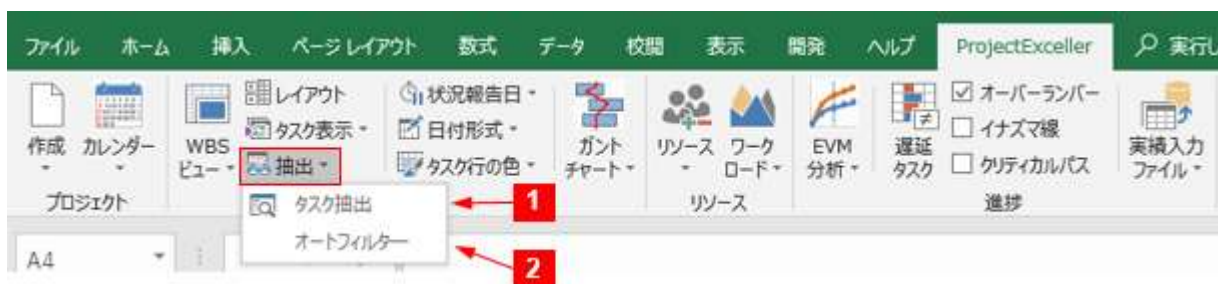 ファイル ホーム 挿入 ページ レイアウト 数式 データ 校閲 表示 開発 ヘルプ ProjectExceller 実行し
作成
カレンダー
プロジェクト
WBS
ビュー
レイアウト
タスク表示
抽出
状況報告日
日付形式
タスク行の色
ガント
チャート
リソース
ワーク
ロード
リソース
EVM
分析
遅延
タスク
オーバーランバー
イナズマ線
クリティカルパス
進捗
実績入力
ファイル
タスク抽出
1
オートフィルター
2
A4